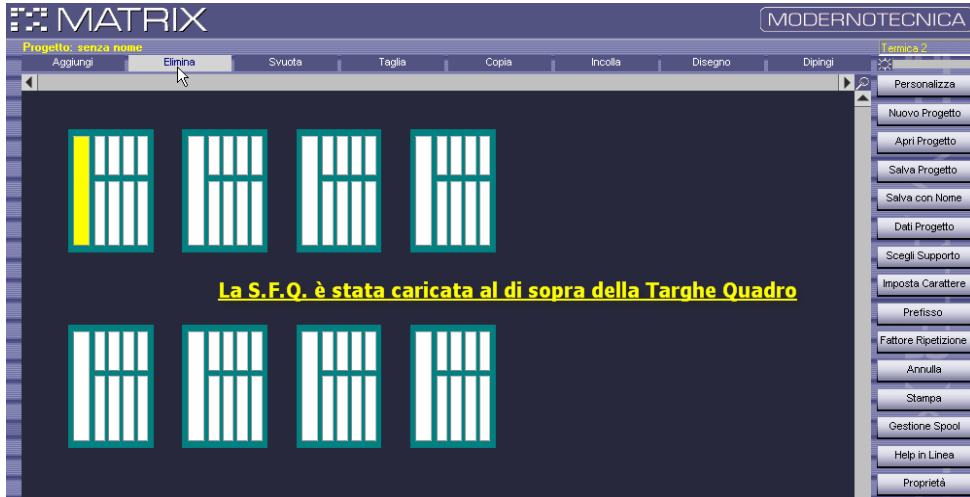 MATRIX
MODERNOTECNICA
Progetto: senza nome
Termica 2
Aggiungi Elimina Svuota Taglia Copia Incolla Disegno Dipingi
Personalizza
Nuovo Progetto
Apri Progetto
Salva Progetto
Salva con Nome
Dati Progetto
Scegli Supporto
Imposta Carattere
Prefisso
Fattore Ripetizione
Annulla
Stampa
Gestione Spool
Help in Linea
Proprietà
La S.F.Q. è stata caricata al di sopra della Targhe Quadro